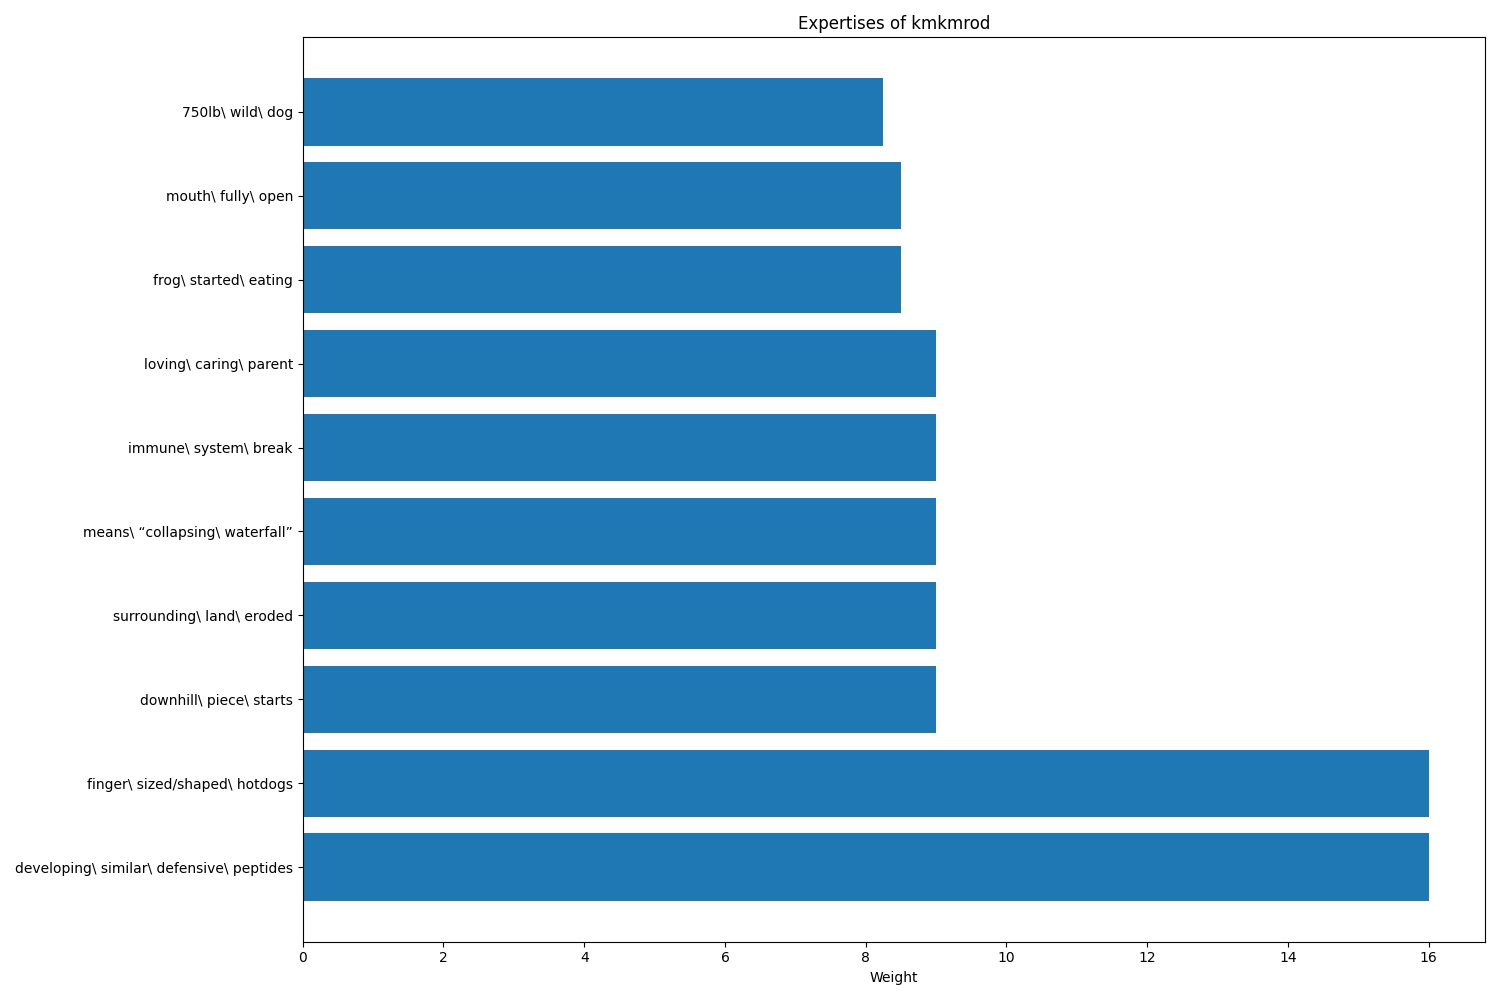 Expertises of kmkmrod
750lb\ wild\ dog
mouth\ fully\ open
frog\ started\ eating
loving\ caring\ parent
immune\ system\ break
means\ “collapsing\ waterfall”
surrounding\ land\ eroded
downhill\ piece\ starts
finger\ sized/shaped\ hotdogs
developing\ similar\ defensive\ peptides
0 2 4 6 8 10 12 14 16
Weight